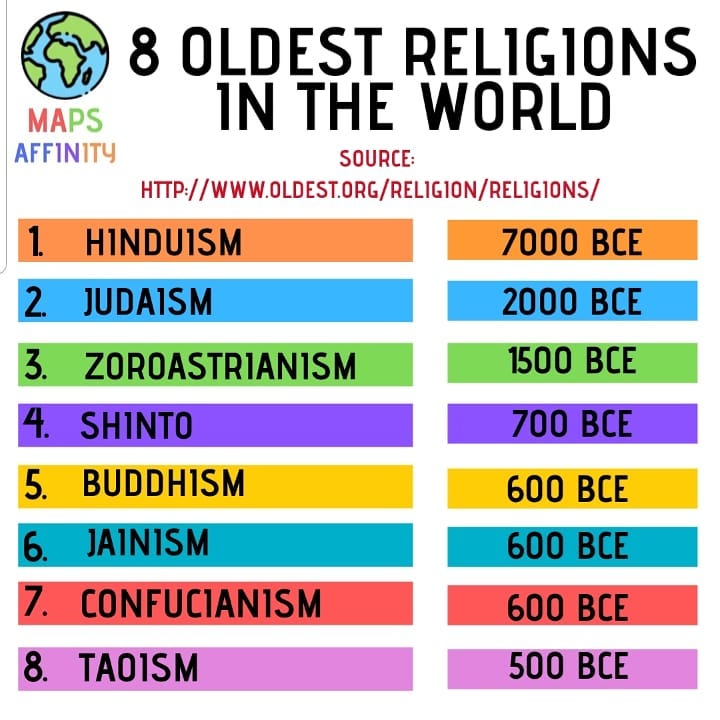 8 OLDEST RELIGIONS
IN THE WORLD
MAPS
AFFINITY
SOURCE:
HTTP://WWW.OLDEST.ORG/RELIGION/RELIGIONS/
1. HINDUISM 7000 BCE
2. JUDAISM 2000 BCE
3. ZOROASTRIANISM 1500 BCE
4. SHINTO 700 BCE
5. BUDDHISM 600 BCE
6. JAINISM 600 BCE
7. CONFUCIANISM 600 BCE
8. TAOISM 500 BCE